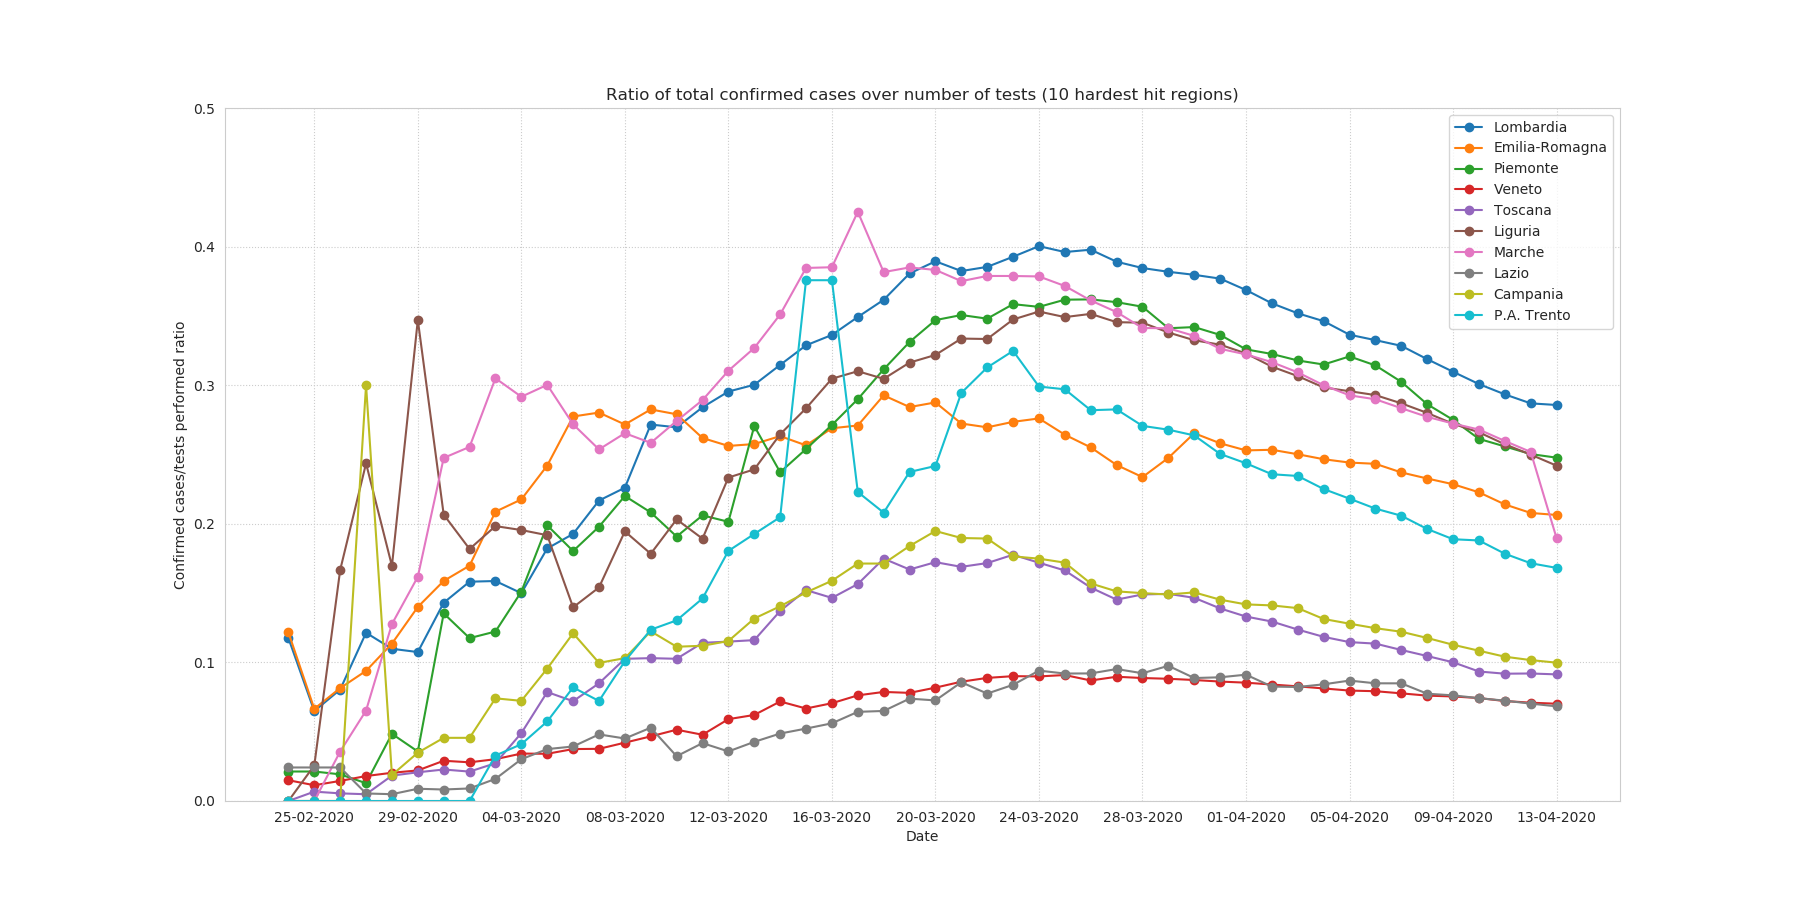 Ratio of total confirmed cases over number of tests (10 hardest hit regions)
0.5
0.4
0.3
0.2
0.1
0.0
Confirmed cases/tests performed ratio
Lombardia
Emilia-Romagna
Piemonte
Veneto
Toscana
Liguria
Marche
Lazio
Campania
P.A. Trento
25-02-2020 29-02-2020 04-03-2020 08-03-2020 12-03-2020 16-03-2020 20-03-2020 24-03-2020 28-03-2020 01-04-2020 05-04-2020 09-04-2020 13-04-2020
Date